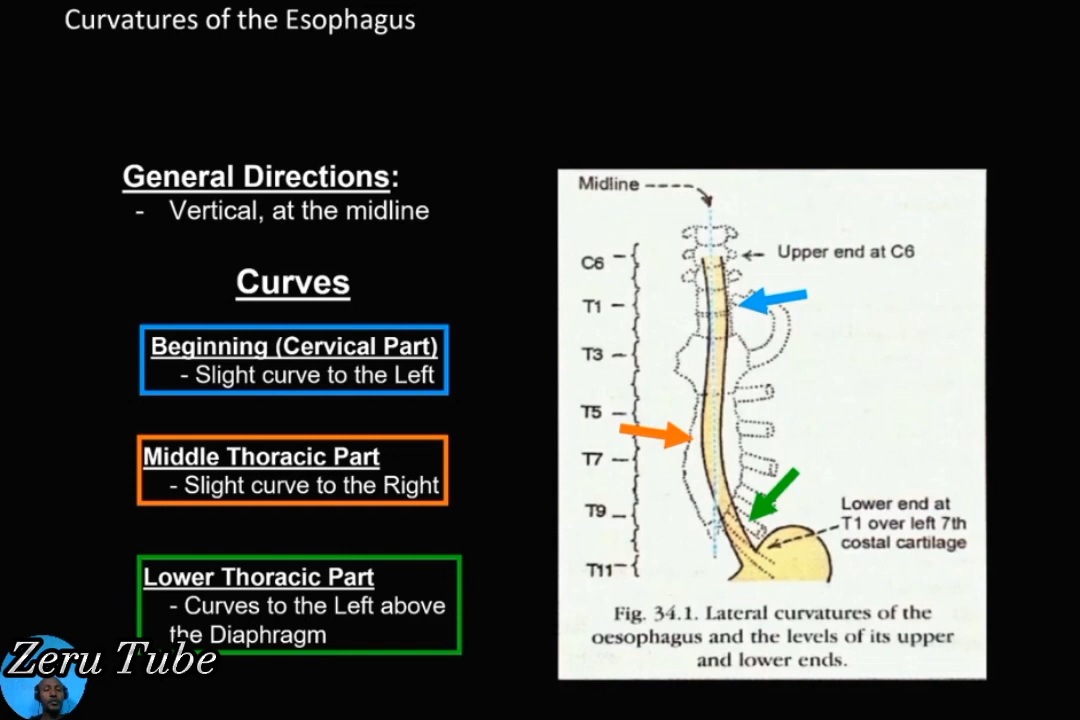 Curvatures of the Esophagus
General Directions:
- Vertical, at the midline
Curves
Beginning (Cervical Part)
- Slight curve to the Left
Middle Thoracic Part
- Slight curve to the Right
Lower Thoracic Part
- Curves to the Left above
the Diaphragm
Midline
Upper end at C6
C6
T1
T3
T5
T7
T9
T11
Lower end at
T1 over left 7th
costal cartilage
Fig. 34.1. Lateral curvatures of the
oesophagus and the levels of its upper
and lower ends.
Zeru Tube